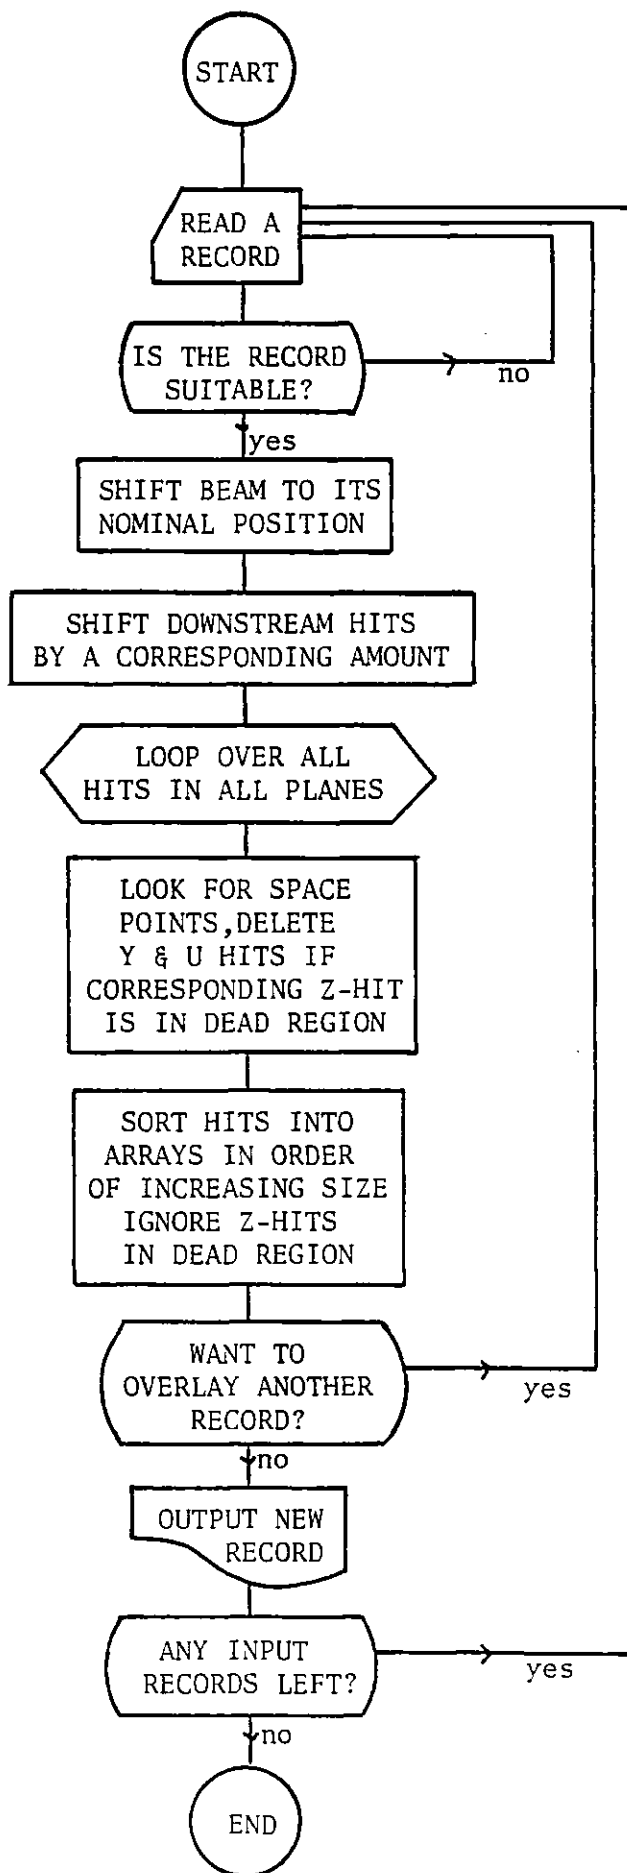 START
READ A
RECORD
IS THE RECORD
SUITABLE?
no
yes
SHIFT BEAM TO ITS
NOMINAL POSITION
SHIFT DOWNSTREAM HITS
BY A CORRESPONDING AMOUNT
LOOP OVER ALL
HITS IN ALL PLANES
LOOK FOR SPACE
POINTS,DELETE
Y & U HITS IF
CORRESPONDING Z-HIT
IS IN DEAD REGION
SORT HITS INTO
ARRAYS IN ORDER
OF INCREASING SIZE
IGNORE Z-HITS
IN DEAD REGION
WANT TO
OVERLAY ANOTHER
RECORD?
yes
no
OUTPUT NEW
RECORD
ANY INPUT
RECORDS LEFT?
yes
no
END